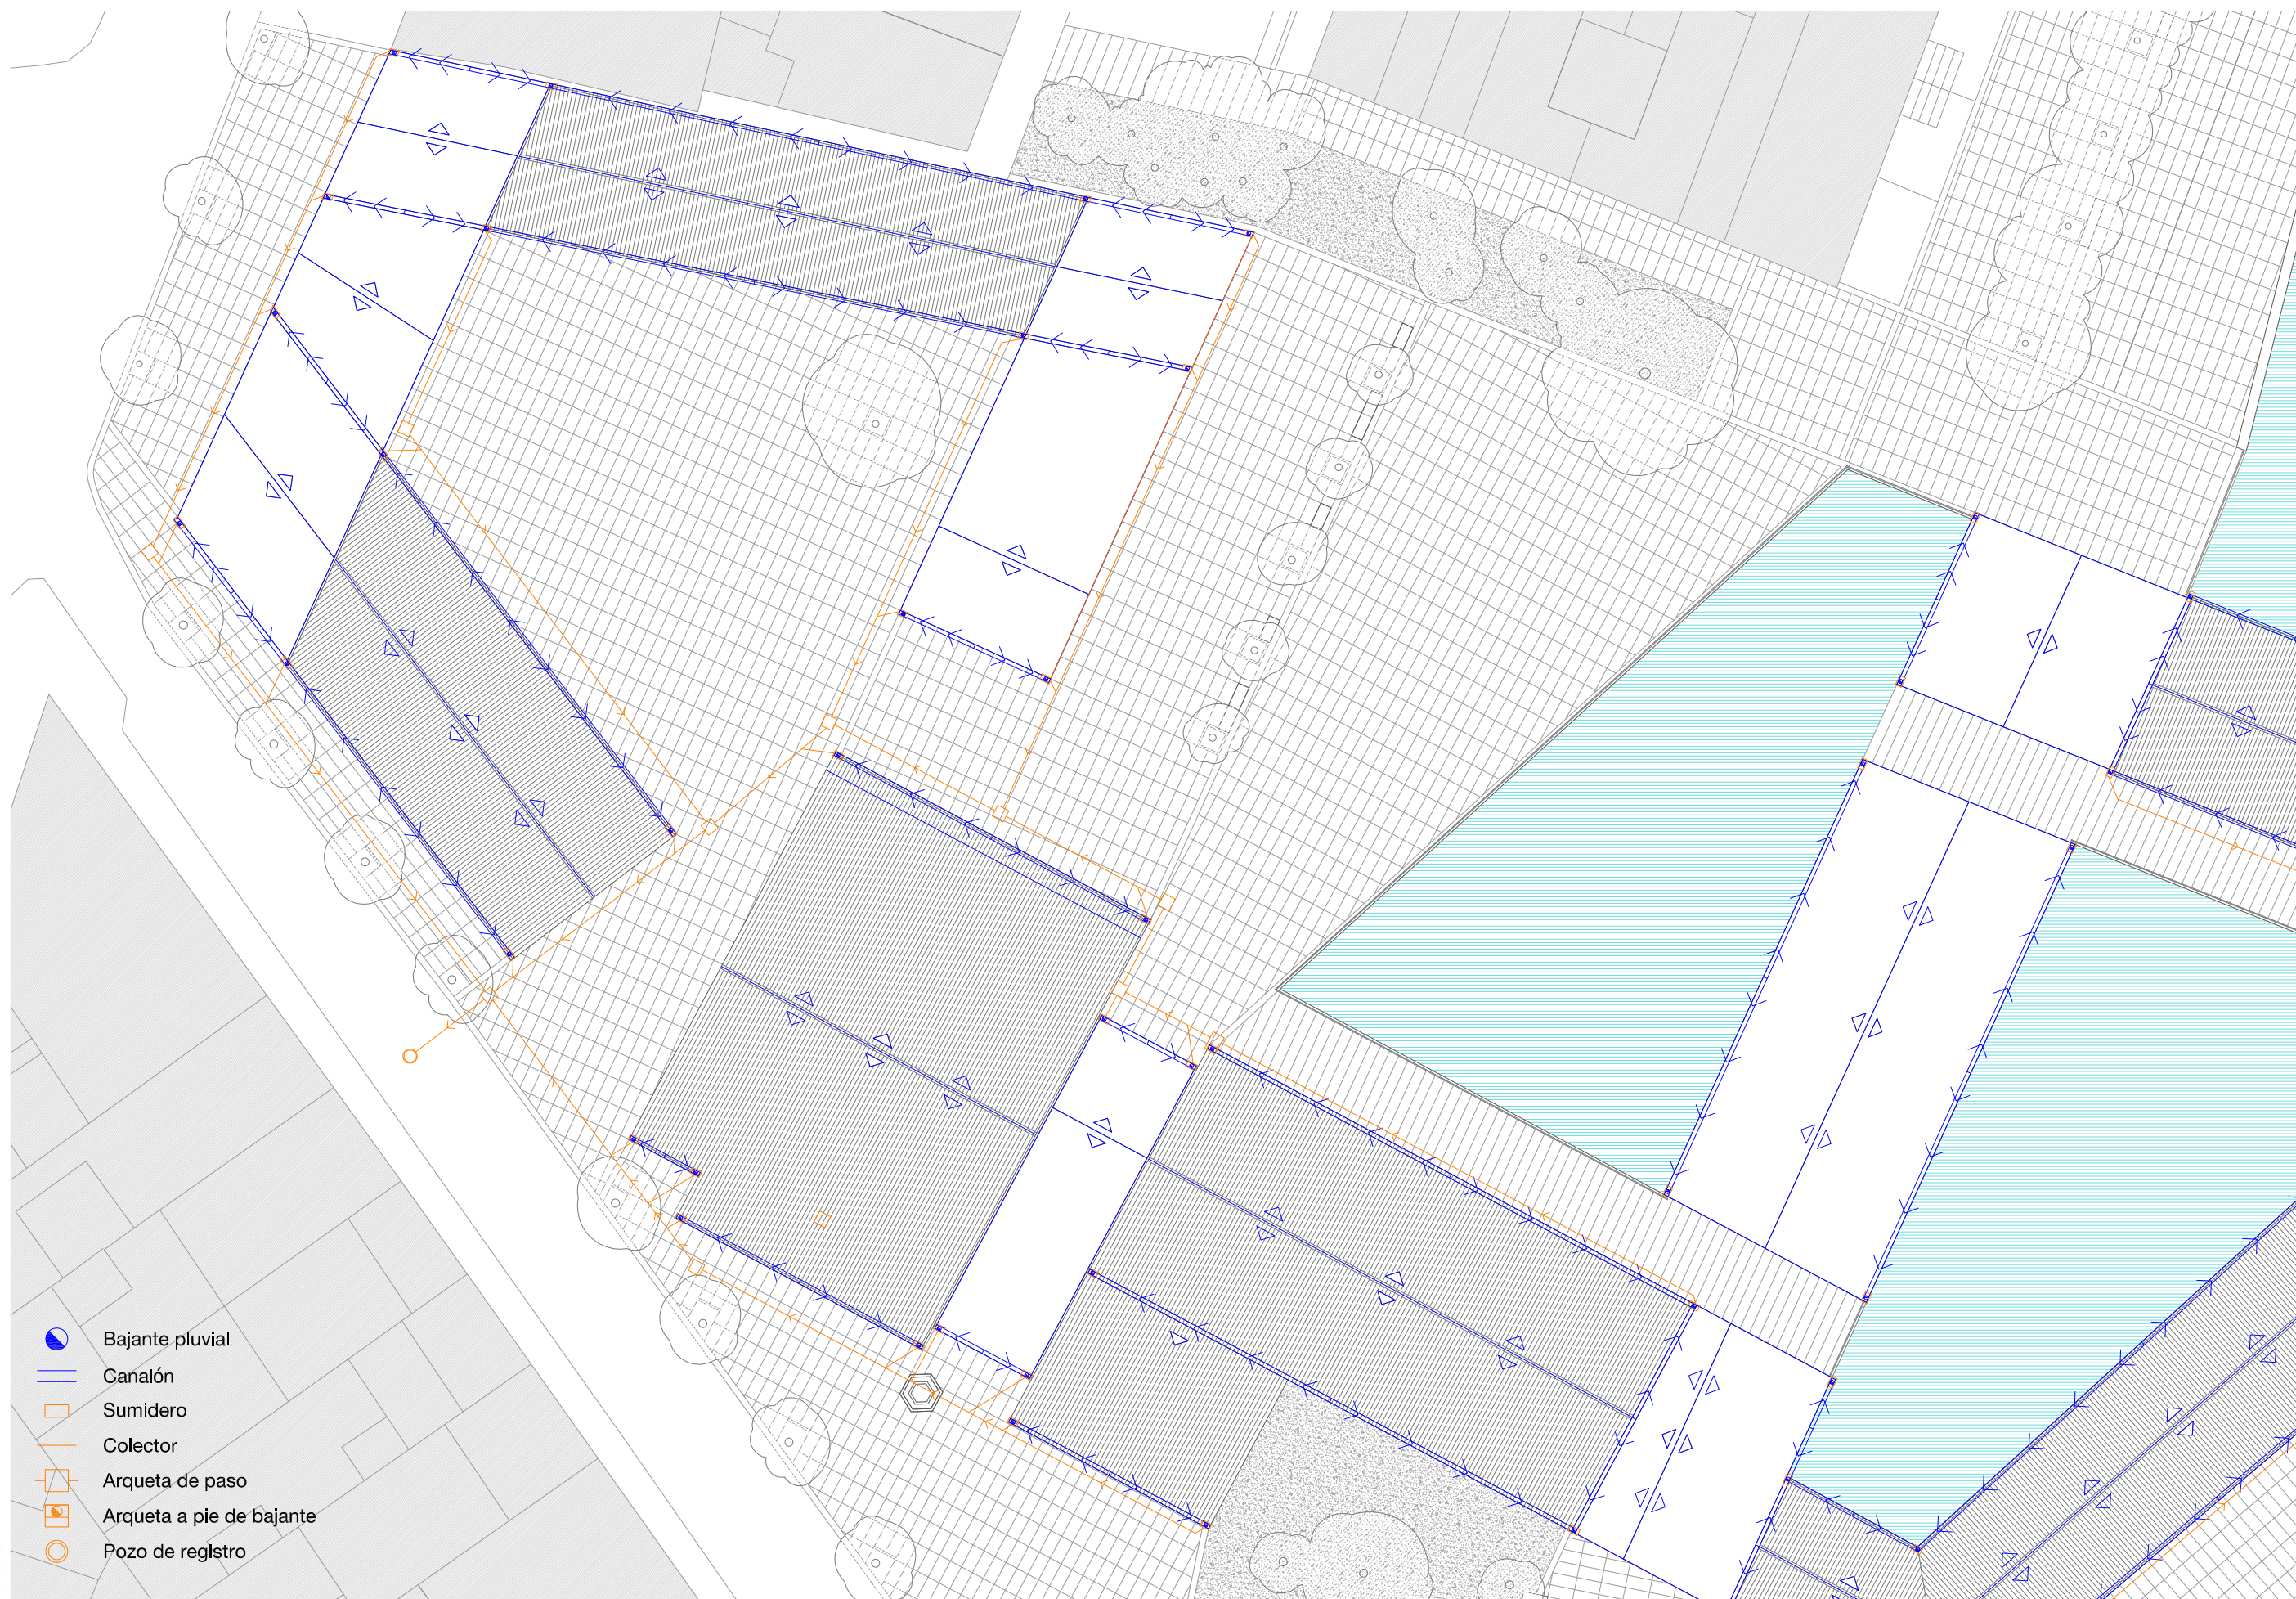 Bajante pluvial
Canalón
Sumidero
Colector
Arqueta de paso
Arqueta a pie de bajante
Pozo de registro